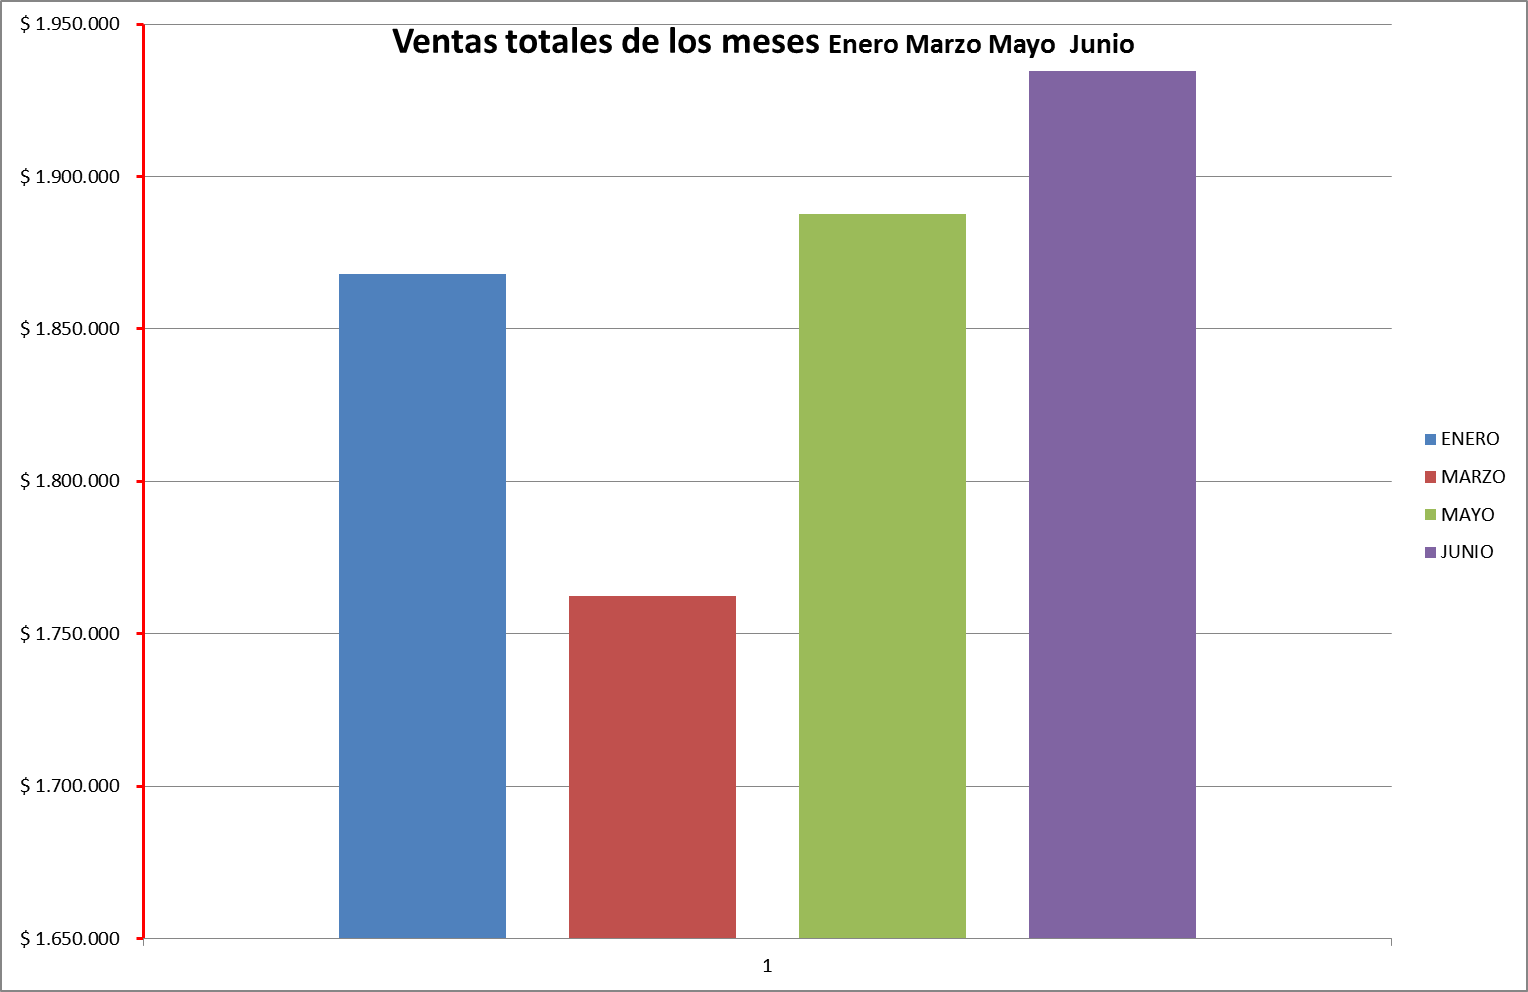 Ventas totales de los meses Enero Marzo Mayo  Junio
$ 1.950.000
$ 1.900.000
$ 1.850.000
$ 1.800.000
$ 1.750.000
$ 1.700.000
$ 1.650.000
1
ENERO
MARZO
MAYO
JUNIO